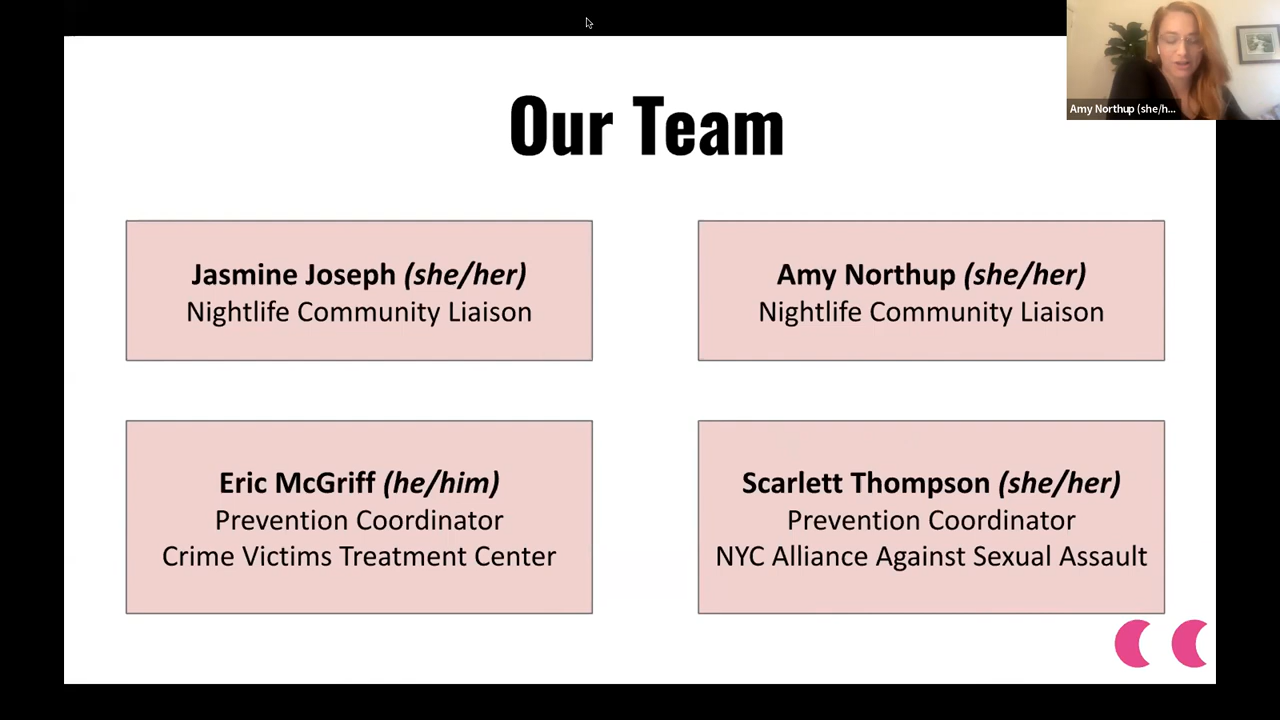 Our Team
Amy Northup (she/h...
Jasmine Joseph (she/her)
Nightlife Community Liaison
Amy Northup (she/her)
Nightlife Community Liaison
Eric McGriff (he/him)
Prevention Coordinator
Crime Victims Treatment Center
Scarlett Thompson (she/her)
Prevention Coordinator
NYC Alliance Against Sexual Assault